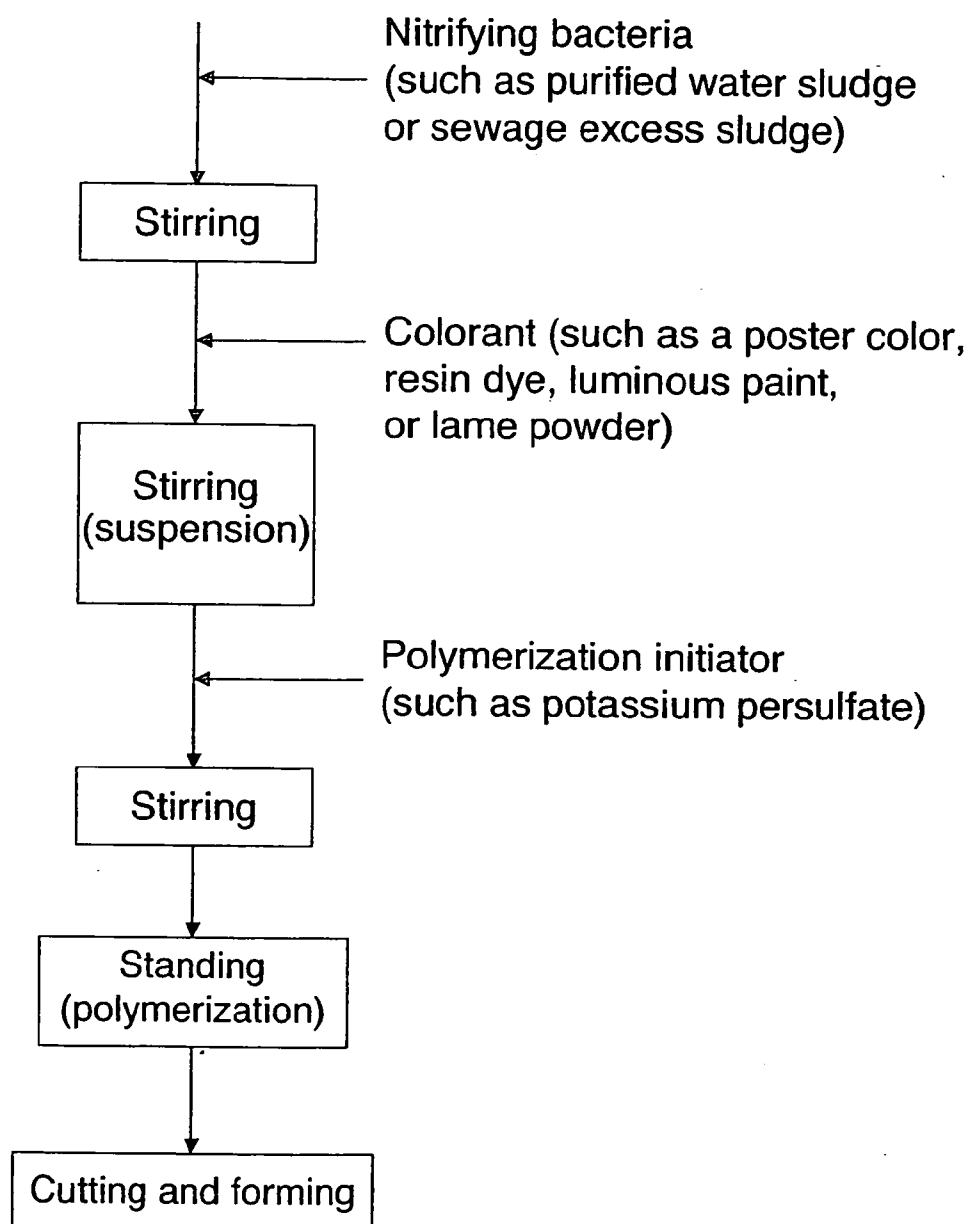 Nitrifying bacteria
(such as purified water sludge
or sewage excess sludge)
Stirring
Colorant (such as a poster color,
resin dye, luminous paint,
or lame powder)
Stirring
(suspension)
Polymerization initiator
(such as potassium persulfate)
Stirring
Standing
(polymerization)
Cutting and forming